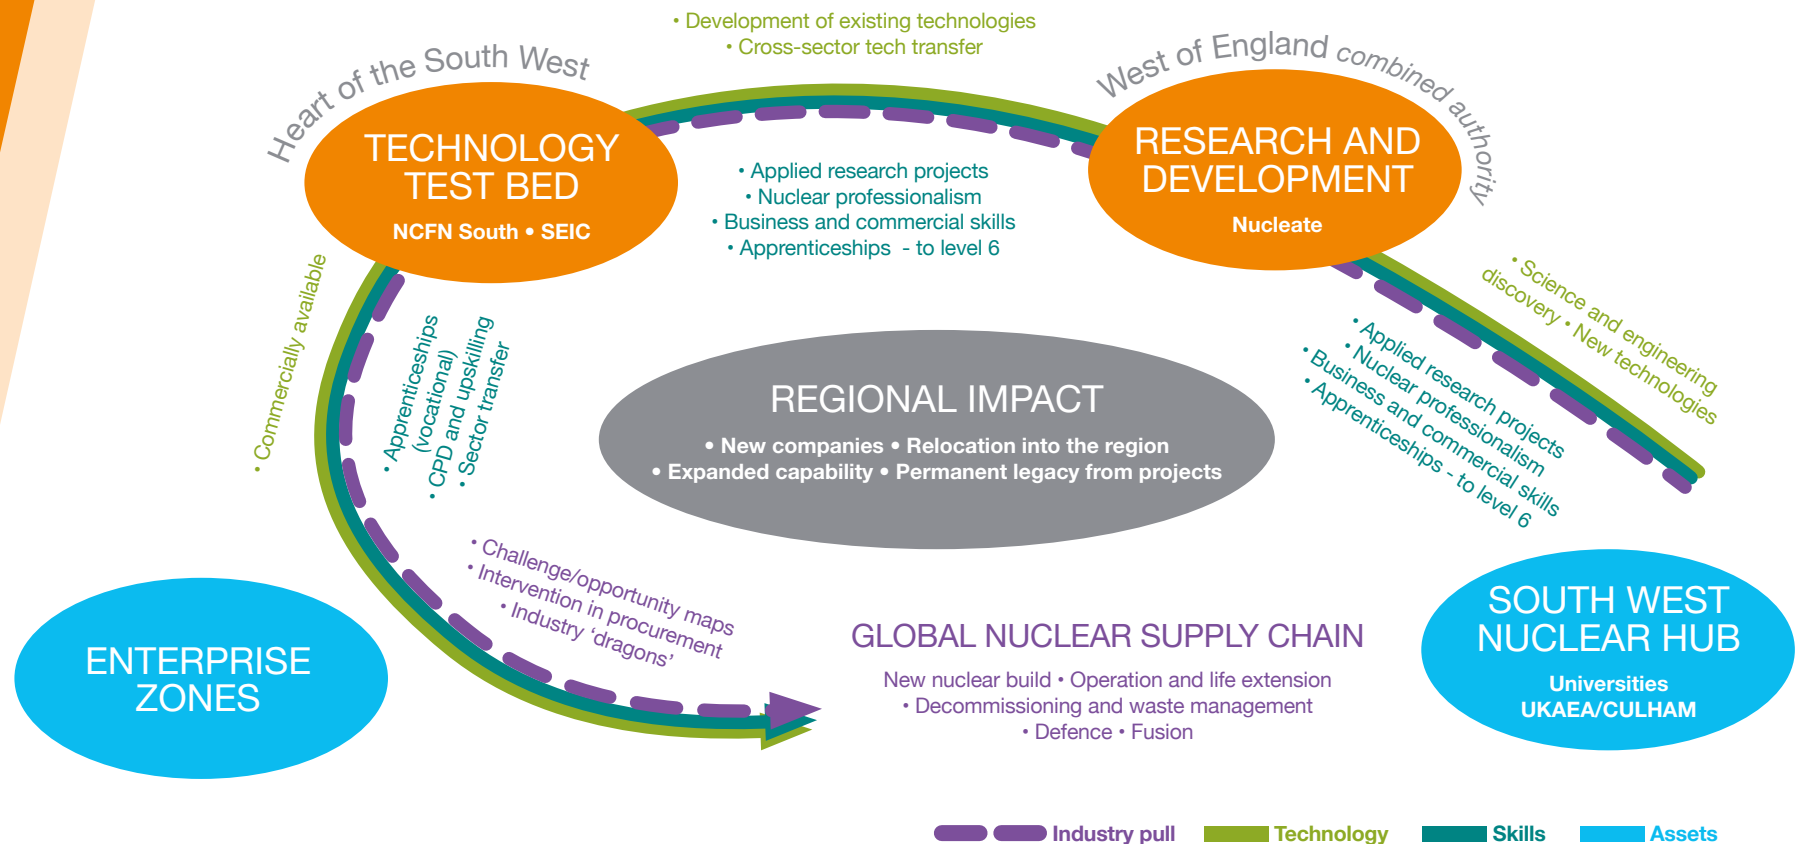 • Development of existing technologies
• Cross-sector tech transfer
Heart of the South West
West of England combined authority
TECHNOLOGY
TEST BED
NCFN South • SEIC
RESEARCH AND
DEVELOPMENT
Nucleate
• Applied research projects
• Nuclear professionalism
• Business and commercial skills
• Apprenticeships - to level 6
• Commercially available
• Apprenticeships
(vocational)
• CPD and upskilling
• Sector transfer
• Science and engineering
discovery • New technologies
• Applied research projects
• Nuclear professionalism
• Business and commercial skills
• Apprenticeships - to level 6
REGIONAL IMPACT
• New companies • Relocation into the region
• Expanded capability • Permanent legacy from projects
• Challenge/opportunity maps
• Intervention in procurement
• Industry ‘dragons’
ENTERPRISE
ZONES
GLOBAL NUCLEAR SUPPLY CHAIN
New nuclear build • Operation and life extension
• Decommissioning and waste management
• Defence • Fusion
SOUTH WEST
NUCLEAR HUB
Universities
UKAEA/CULHAM
Industry pull
Technology
Skills
Assets